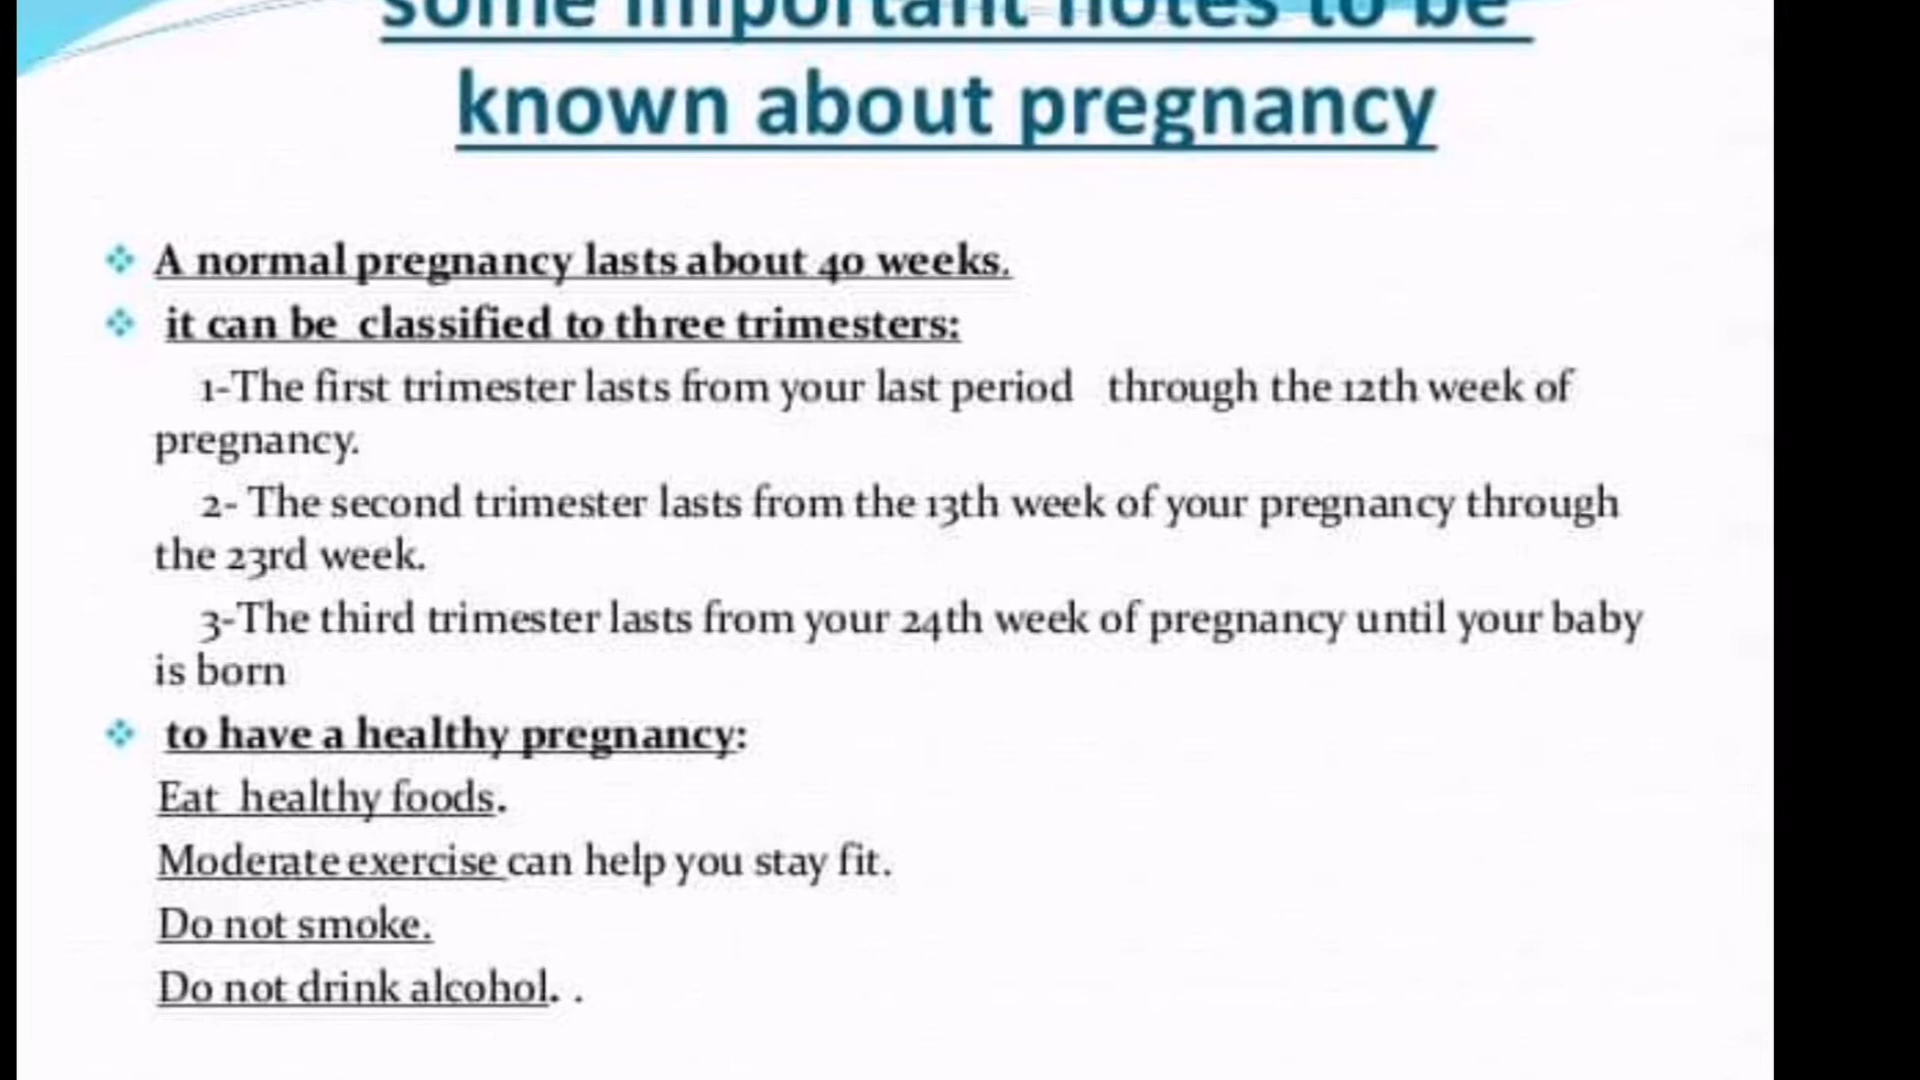 some important notes to be
known about pregnancy
A normal pregnancy lasts about 40 weeks.
it can be classified to three trimesters:
1-The first trimester lasts from your last period through the 12th week of
pregnancy.
2- The second trimester lasts from the 13th week of your pregnancy through
the 23rd week.
3-The third trimester lasts from your 24th week of pregnancy until your baby
is born
to have a healthy pregnancy:
Eat healthy foods.
Moderate exercise can help you stay fit.
Do not smoke.
Do not drink alcohol. .